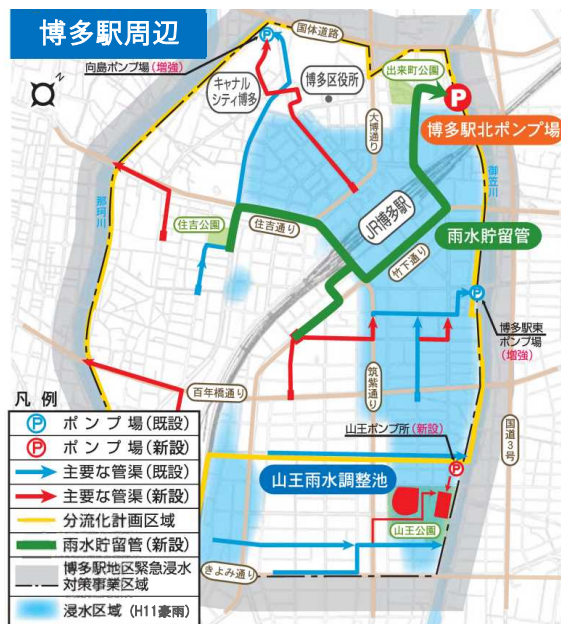 博多駅周辺
国体道路
向島ポンプ場(増強)
P
出来町公園
N
キャナル
シティ博多
博多区役所
P
博多駅北ポンプ場
大博通り
御笠川
那珂川
JR博多駅
住吉公園
住吉通り
雨水貯留管
竹下通り
P
博多駅東
ポンプ場
(増強)
百年橋通り
筑紫通り
国道3号
山王ポンプ所(新設)
P
山王雨水調整池
山王公園
きよみ通り
凡例
P ポンプ場(既設)
P ポンプ場(新設)
主要な管渠(既設)
主要な管渠(新設)
分流化計画区域
雨水貯留管(新設)
博多駅地区緊急浸水
対策事業区域
浸水区域(H11豪雨)